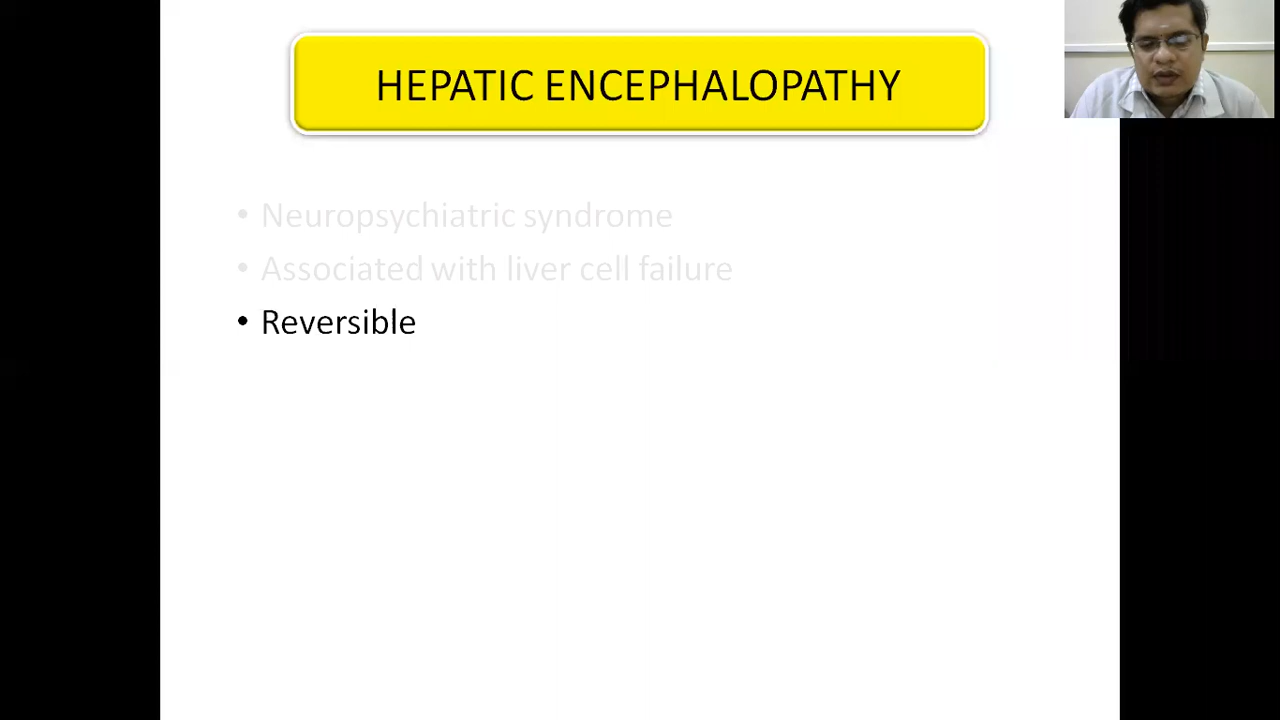 HEPATIC ENCEPHALOPATHY
• Neuropsychiatric syndrome
• Associated with liver cell failure
• Reversible